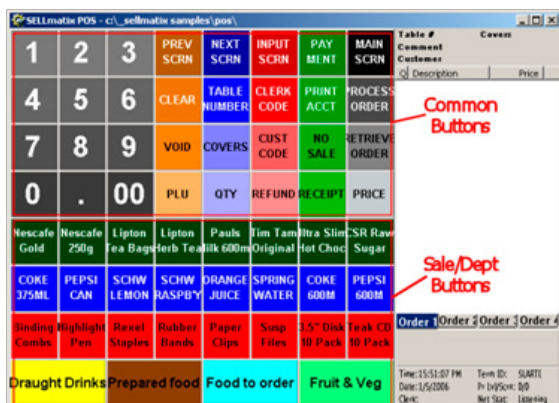 SELLmatix POS - c:\_sellmatix samples\pos\
Table # Covers
Comment
Customer
Q Description Price
1 2 3 PREV SCRN NEXT SCRN INPUT SCRN PAY MENT MAIN SCRN
4 5 6 CLEAR TABLE NUMBER CLERK CODE PRINT ACCT PROCESS ORDER
7 8 9 VOID COVERS CUST CODE NO SALE RETRIEVE ORDER
0 . 00 PLU QTY REFUND RECEIPT PRICE
Common
Buttons
Nescafe Gold Nescafe 250g Lipton Tea Bags Lipton Herb Tea Pauls Milk 600m Tim Tam Original Ultra Slim Hot Choc CSR Raw Sugar
COKE 375ML PEPSI CAN SCHW LEMON SCHW RASPB'Y ORANGE JUICE SPRING WATER COKE 600M PEPSI 600M
Sale/Dept
Buttons
Binding Combs Highlight Pen Rexel Staples Rubber Bands Paper Clips Susp Files 3.5" Disk 10 Pack Teak CD 10 Pack
Order 1 Order 2 Order 3 Order 4
Draught Drinks Prepared food Food to order Fruit & Veg
Time:15:51:07 PM Term ID: SLART1
Date:1/5/2006 Pr Lvl/Scrn: 0/0
Clerk: Net Stat: Listening